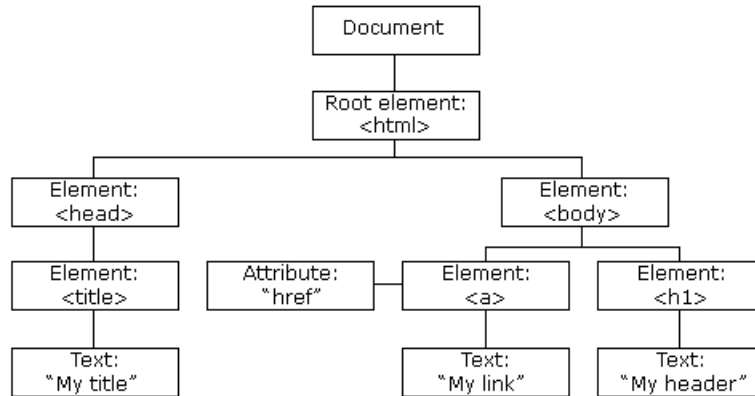 Document
Root element:
<html>
Element:
<head>
Element:
<body>
Element:
<title>
Attribute:
“href”
Element:
<a>
Element:
<h1>
Text:
“My title”
Text:
“My link”
Text:
“My header”